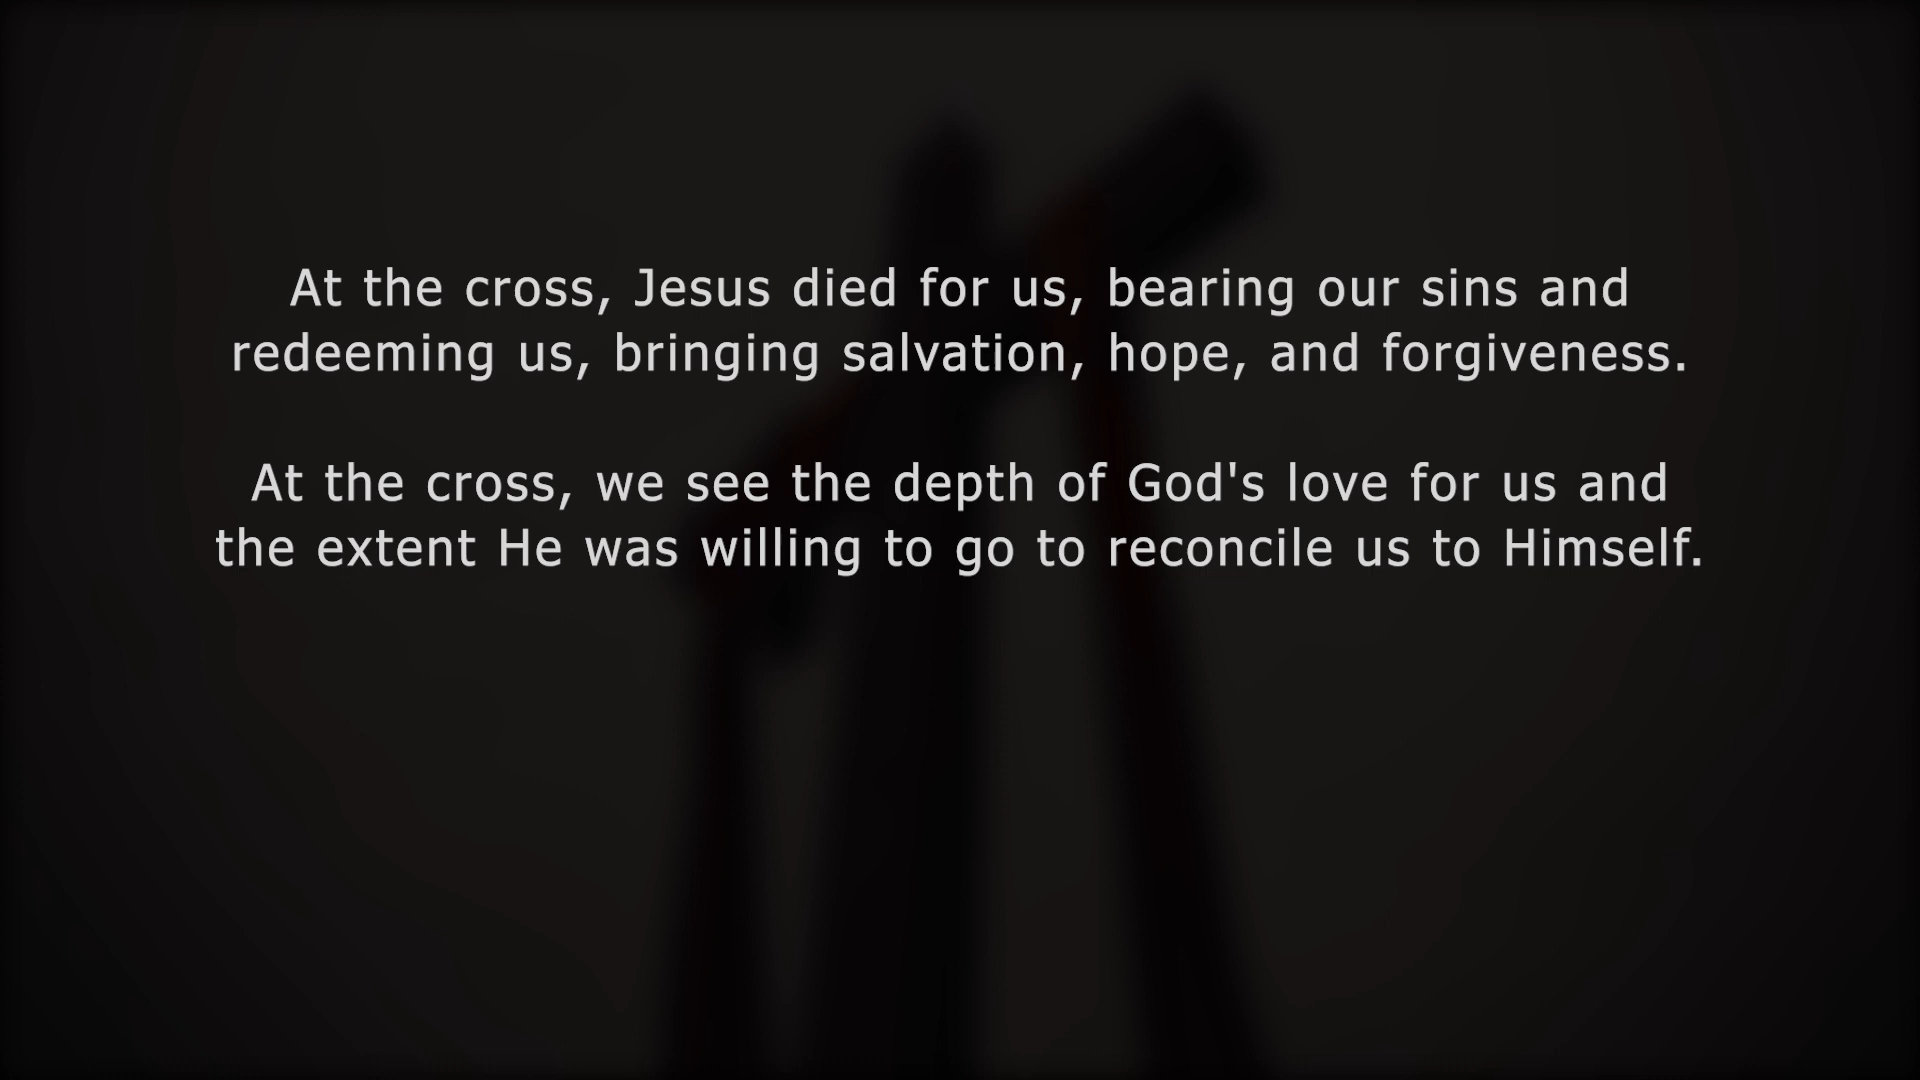 At the cross, Jesus died for us, bearing our sins and
redeeming us, bringing salvation, hope, and forgiveness.
At the cross, we see the depth of God's love for us and
the extent He was willing to go to reconcile us to Himself.